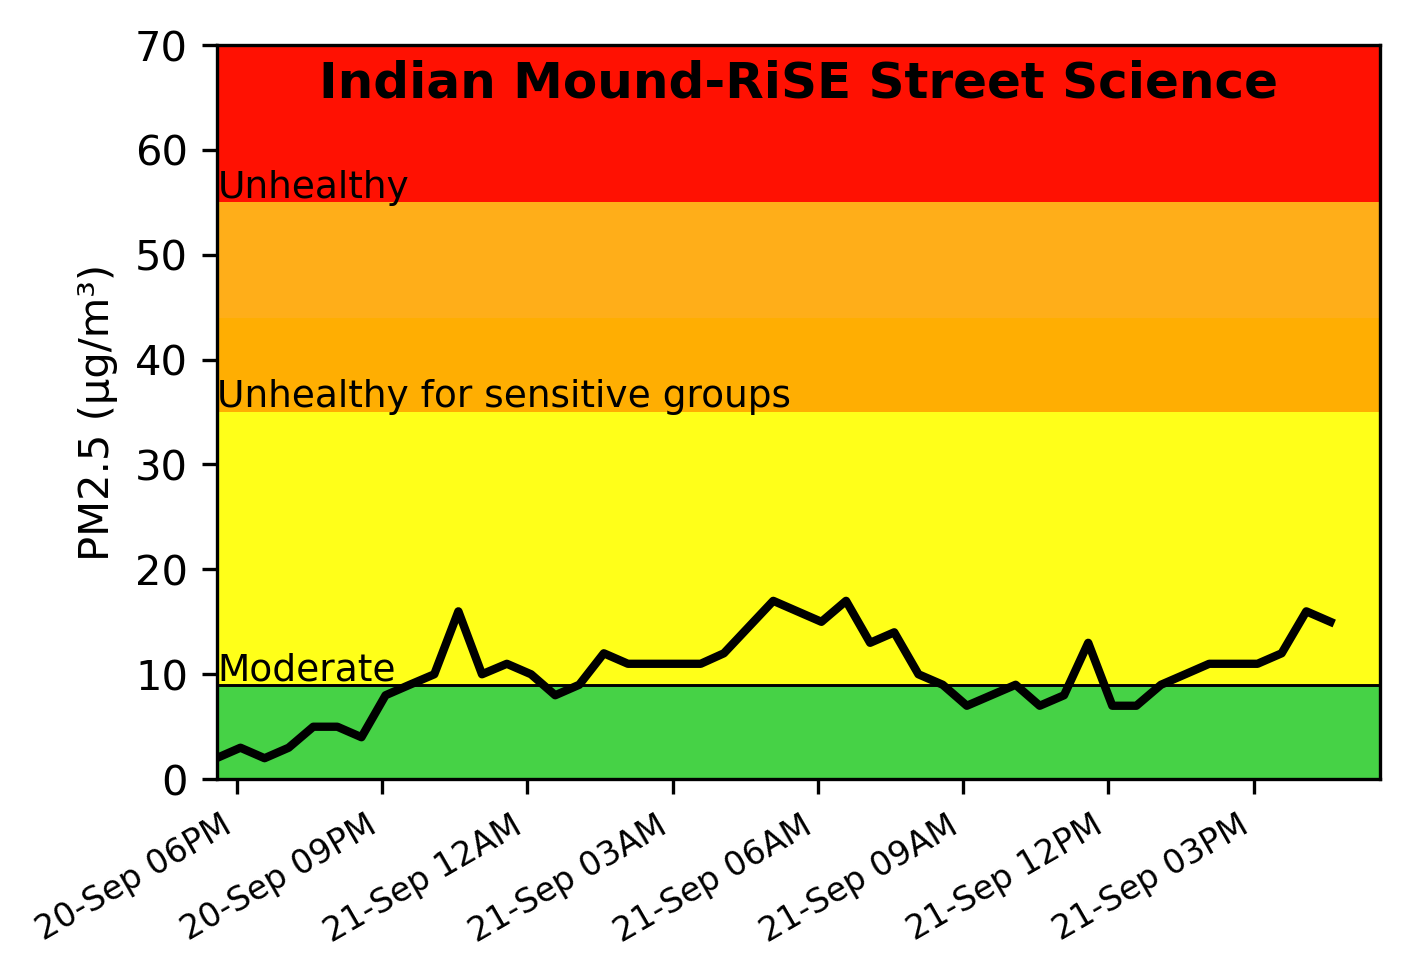 Indian Mound-RiSE Street Science
70
60
Unhealthy
50
40
Unhealthy for sensitive groups
30
20
Moderate
10
0
PM2.5 (μg/m³)
20-Sep 06PM
20-Sep 09PM
21-Sep 12AM
21-Sep 03AM
21-Sep 06AM
21-Sep 09AM
21-Sep 12PM
21-Sep 03PM